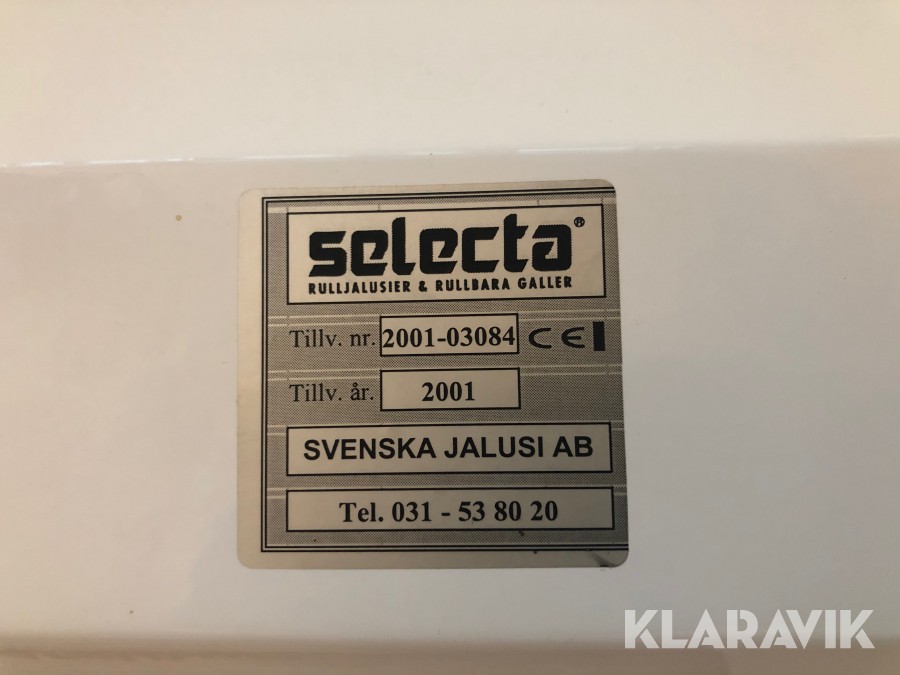 selecta®
RULLJALUSIER & RULLBARA GALLER
Tillv. nr. 2001-03084 CE
Tillv. år. 2001
SVENSKA JALUSI AB
Tel. 031 - 53 80 20
KLARAVIK